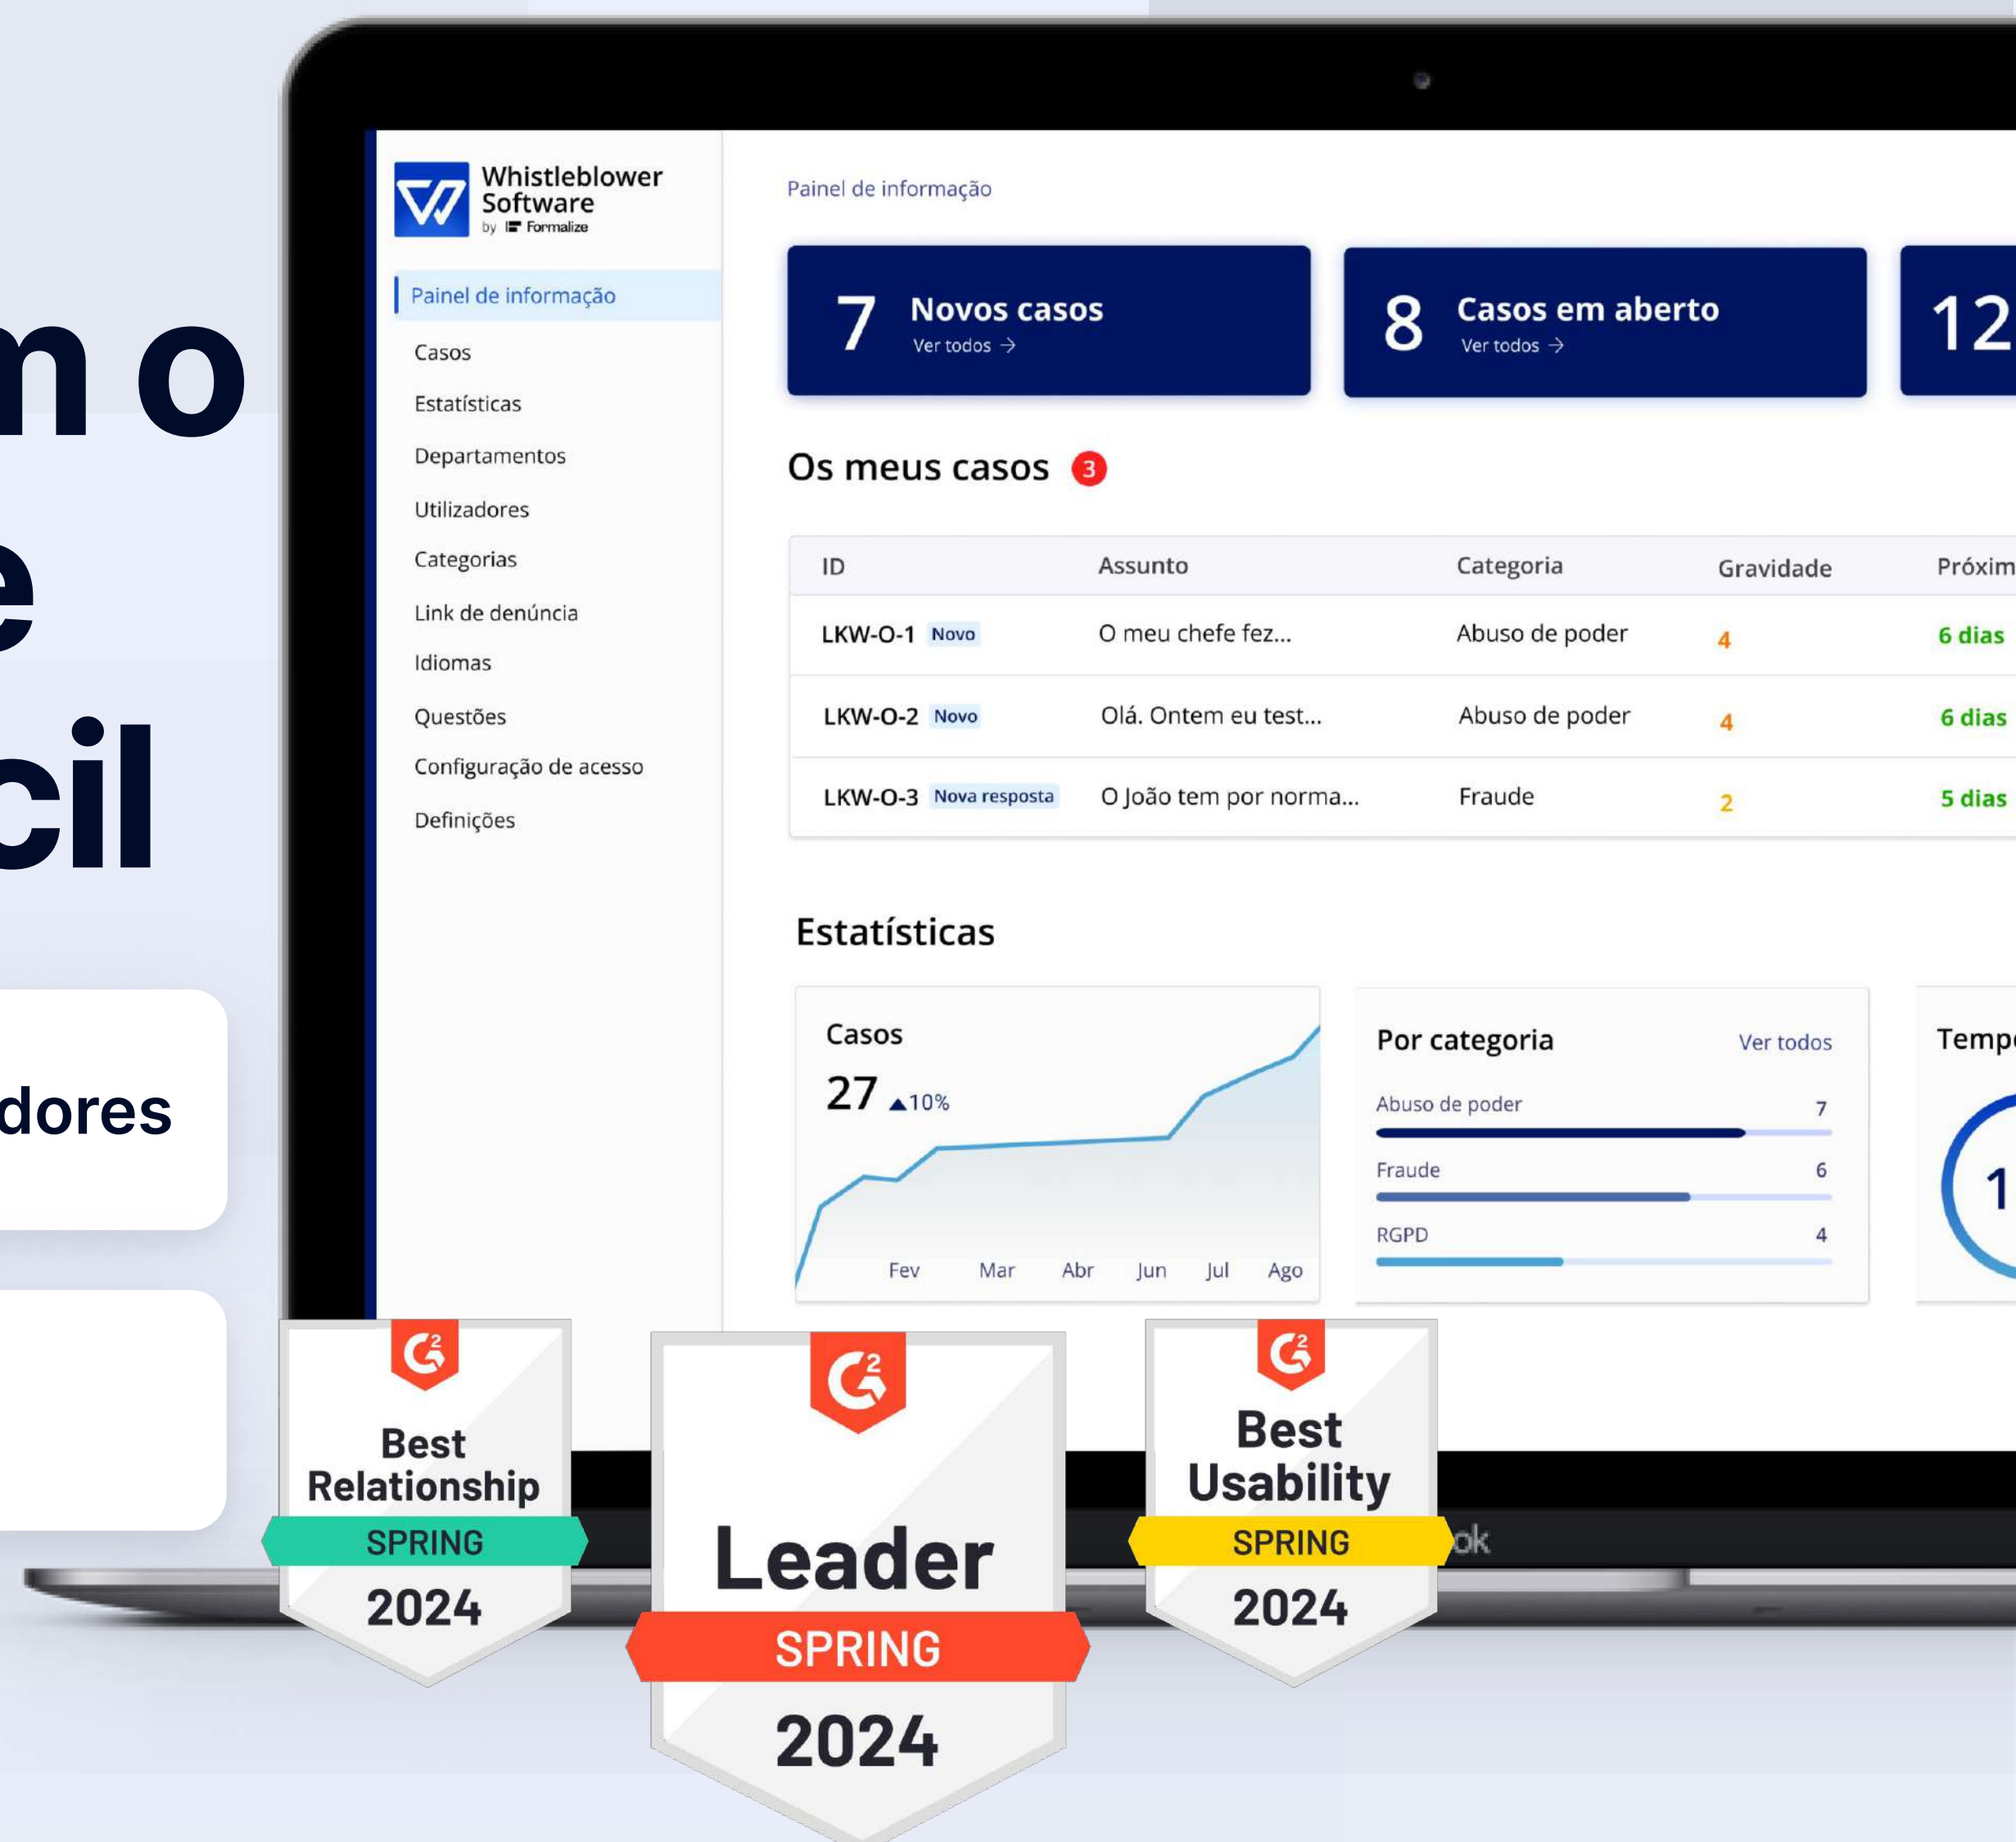 m o
e
cil
dores
Whistleblower
Software
by Formalize
Painel de informação
Casos
Estatísticas
Departamentos
Utilizadores
Categorias
Link de denúncia
Idiomas
Questões
Configuração de acesso
Definições
Painel de informação
7 Novos casos
Ver todos →
8 Casos em aberto
Ver todos →
12
Os meus casos 3
ID Assunto Categoria Gravidade Próxim
LKW-O-1 Novo O meu chefe fez... Abuso de poder 4 6 dias
LKW-O-2 Novo Olá. Ontem eu test... Abuso de poder 4 6 dias
LKW-O-3 Nova resposta O João tem por norma... Fraude 2 5 dias
Estatísticas
Casos
27 ▲10%
Fev Mar Abr Jun Jul Ago
Por categoria Ver todos
Abuso de poder 7
Fraude 6
RGPD 4
Temp
1
G2
Best
Relationship
SPRING
2024
G2
Leader
SPRING
2024
G2
Best
Usability
SPRING
2024
ok